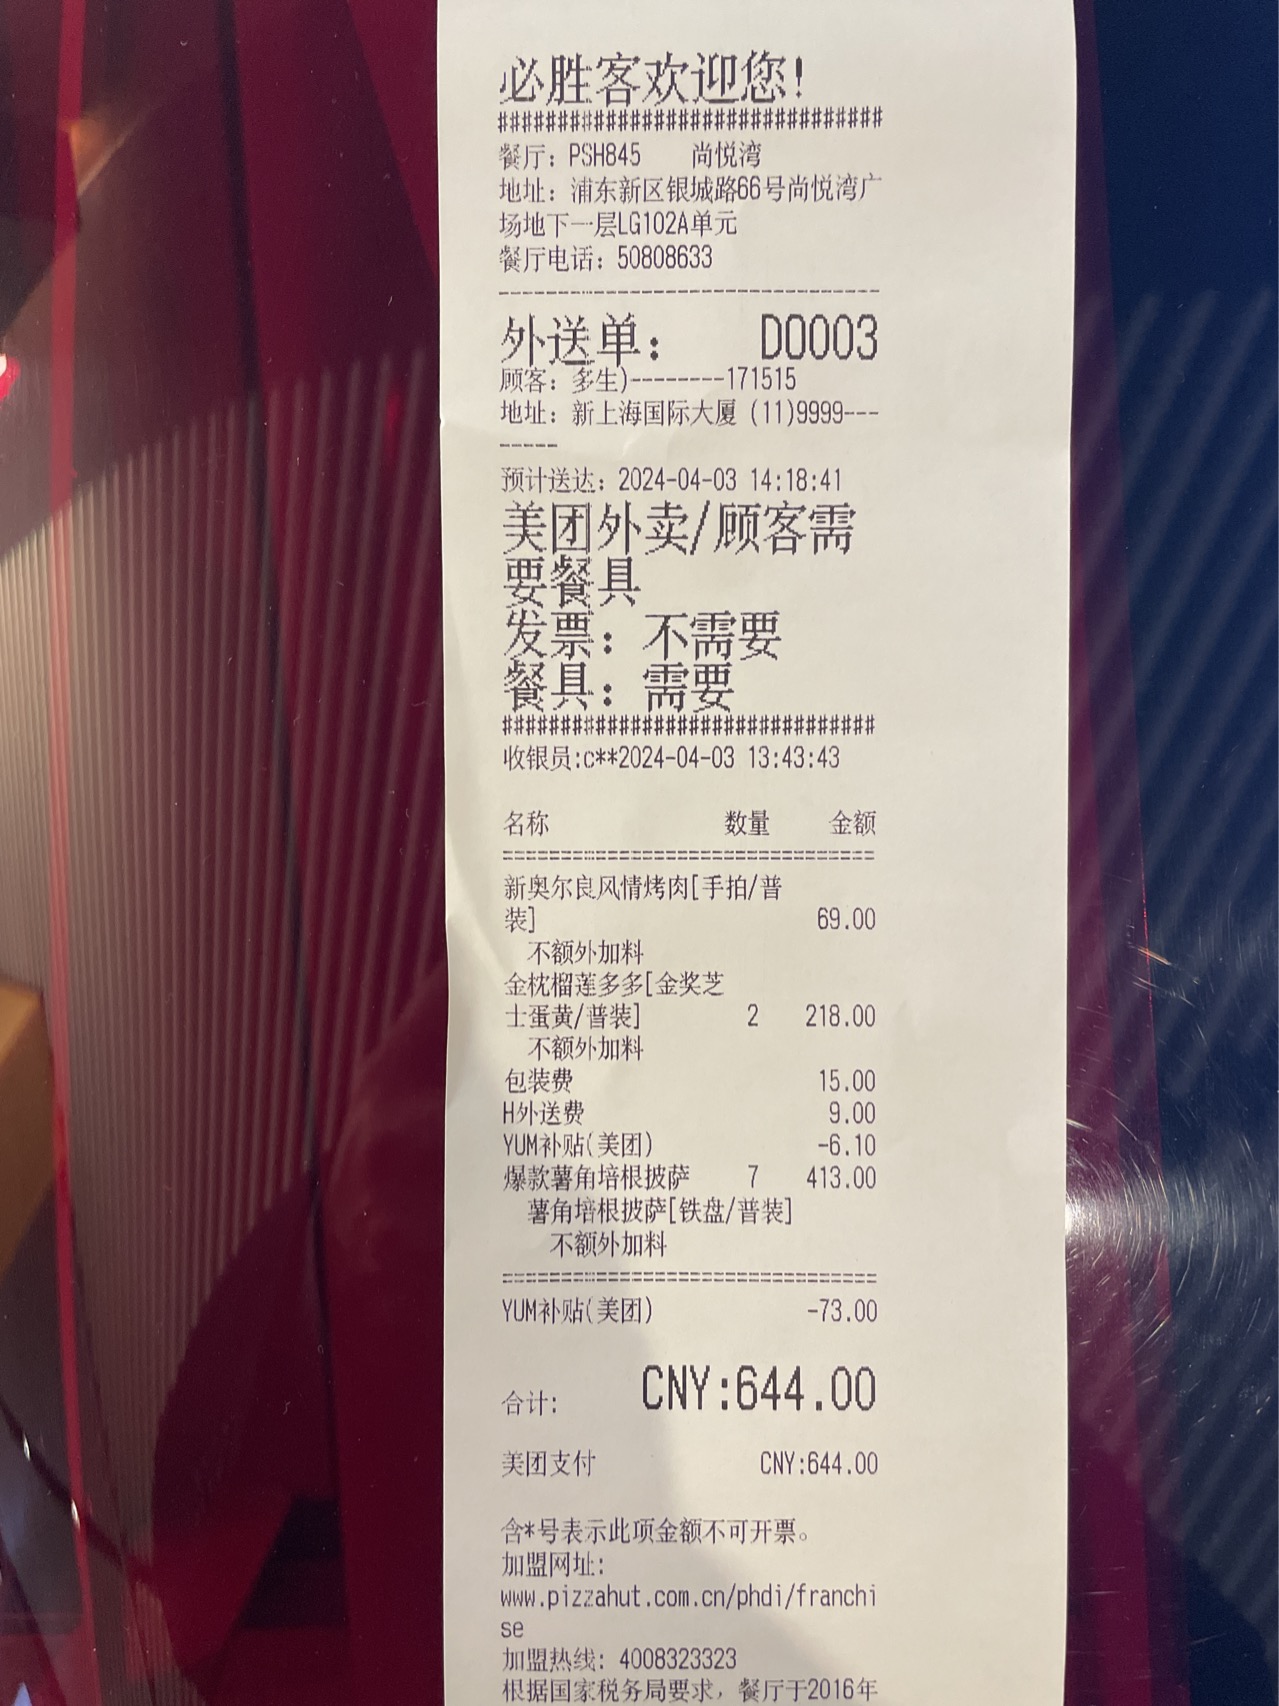 必胜客欢迎您!
################################
餐厅: PSH845 尚悦湾
地址: 浦东新区银城路66号尚悦湾广
场地下一层LG102A单元
餐厅电话: 50808633
--------------------------------
外送单: D0003
顾客: 多生)--------171515
地址: 新上海国际大厦 (11)9999---
-----
预计送达: 2024-04-03 14:18:41
美团外卖/顾客需
要餐具
发票: 不需要
餐具: 需要
################################
收银员:c**2024-04-03 13:43:43
名称 数量 金额
================================
新奥尔良风情烤肉[手拍/普
装] 69.00
不额外加料
金枕榴莲多多[金奖芝
士蛋黄/普装] 2 218.00
不额外加料
包装费 15.00
H外送费 9.00
YUM补贴(美团) -6.10
爆款薯角培根披萨 7 413.00
薯角培根披萨[铁盘/普装]
不额外加料
================================
YUM补贴(美团) -73.00
合计: CNY:644.00
美团支付 CNY:644.00
含*号表示此项金额不可开票。
加盟网址:
www.pizzahut.com.cn/phdi/franchi
se
加盟热线: 4008323323
根据国家税务局要求，餐厅于2016年